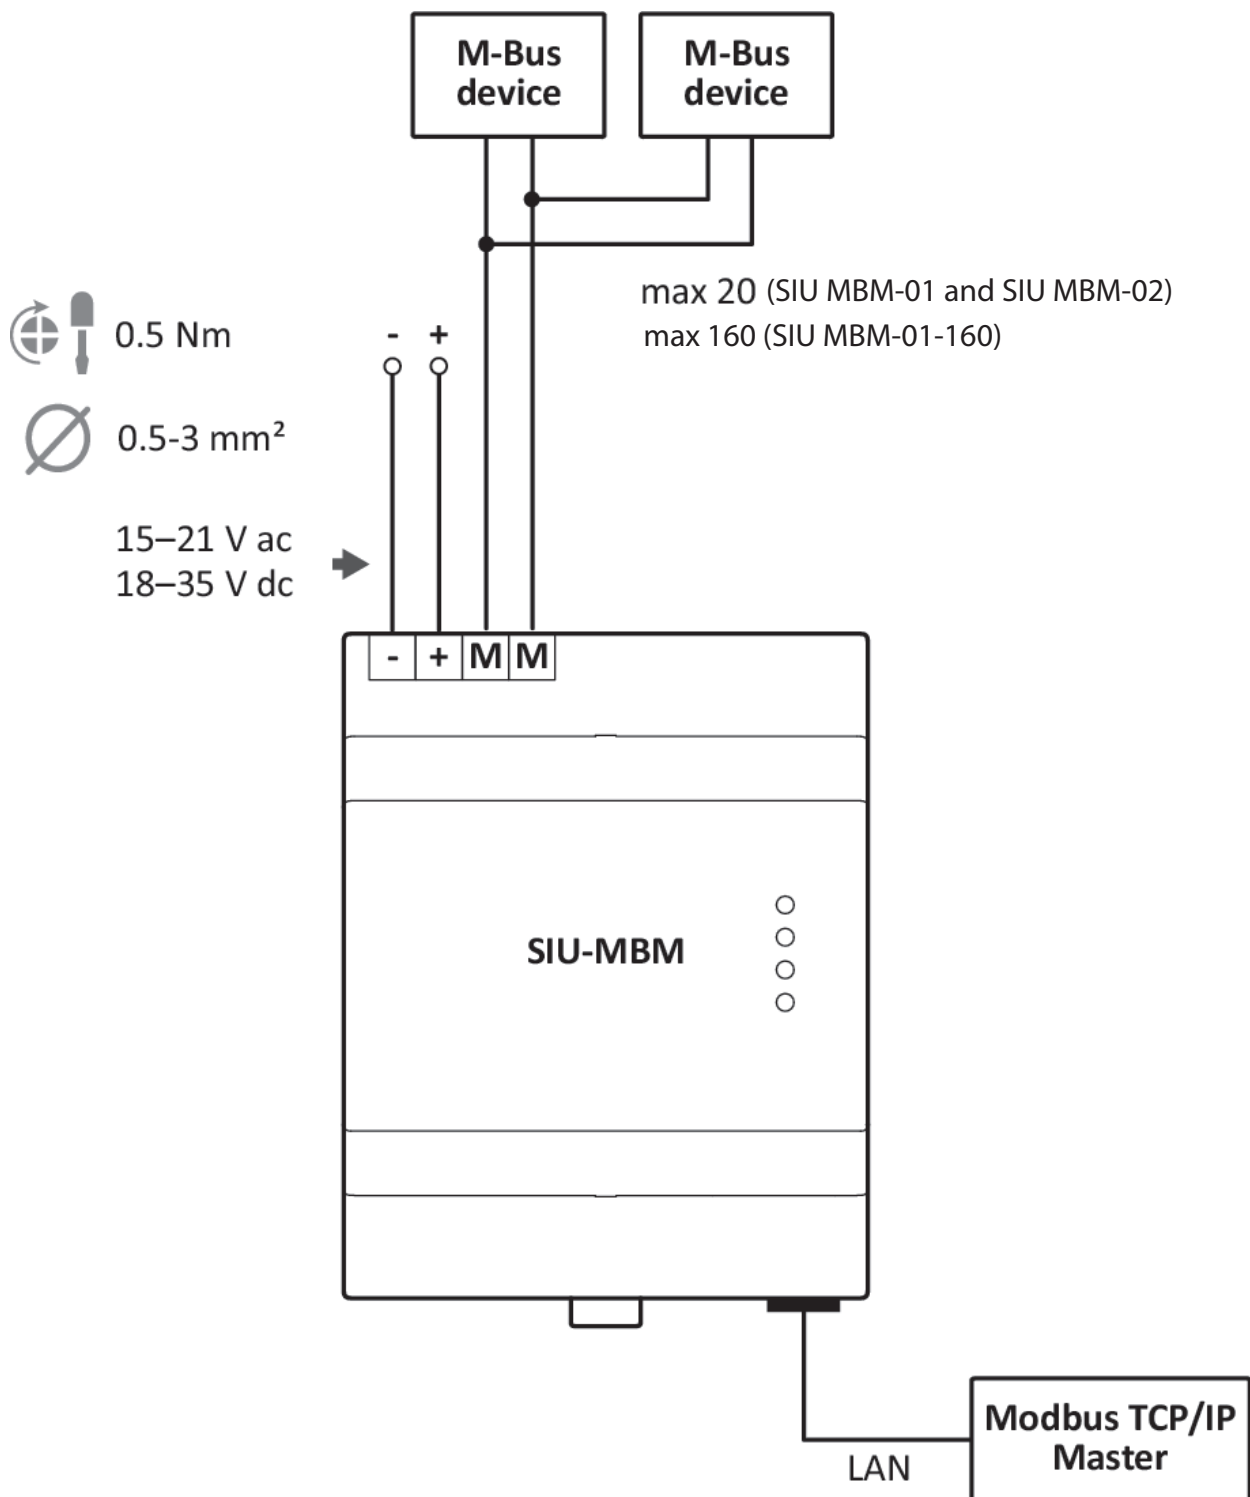 M-Bus
device
M-Bus
device
max 20 (SIU MBM-01 and SIU MBM-02)
max 160 (SIU MBM-01-160)
0.5 Nm
- +
0.5-3 mm²
15–21 V ac
18–35 V dc
- + M M
SIU-MBM
Modbus TCP/IP
Master
LAN